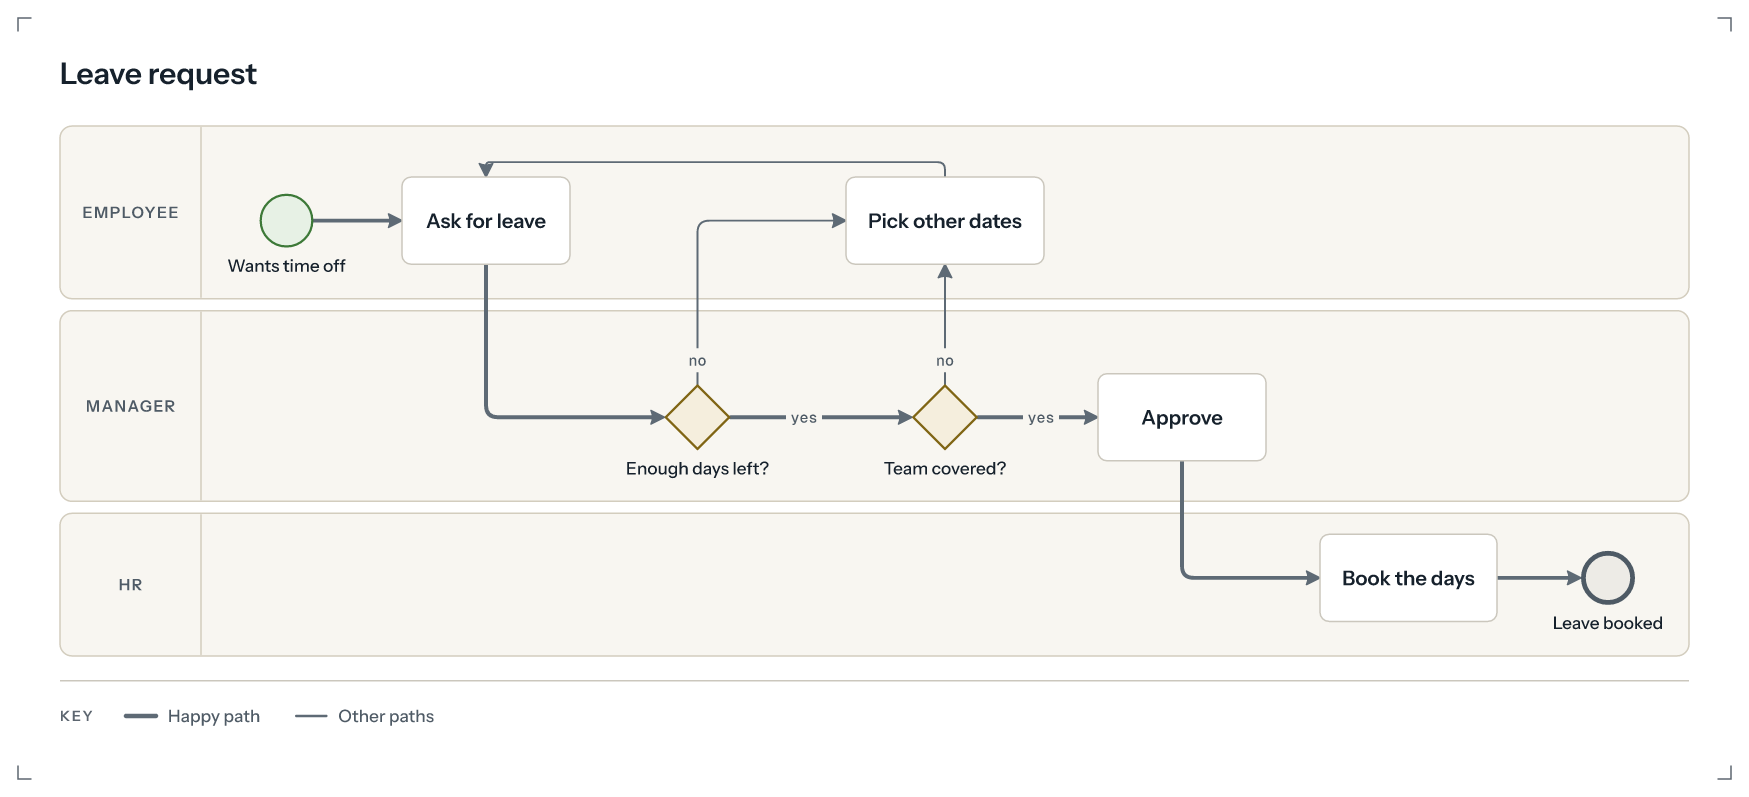 Leave request
EMPLOYEE
Wants time off
Ask for leave
Pick other dates
MANAGER
no
no
yes
yes
Enough days left?
Team covered?
Approve
HR
Book the days
Leave booked
KEY
Happy path
Other paths